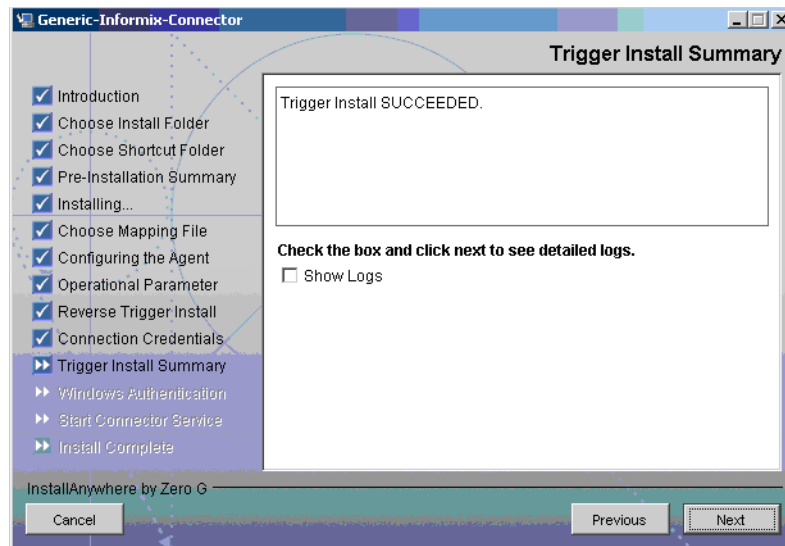 Generic-Informix-Connector
Trigger Install Summary
Introduction
Choose Install Folder
Choose Shortcut Folder
Pre-Installation Summary
Installing...
Choose Mapping File
Configuring the Agent
Operational Parameter
Reverse Trigger Install
Connection Credentials
Trigger Install Summary
Windows Authentication
Start Connector Service
Install Complete
Trigger Install SUCCEEDED.
Check the box and click next to see detailed logs.
Show Logs
InstallAnywhere by Zero G
Cancel
Previous
Next